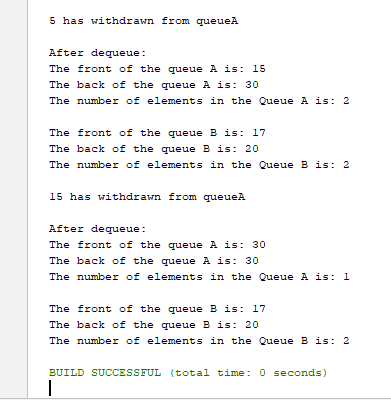 5 has withdrawn from queueA
After dequeue:
The front of the queue A is: 15
The back of the queue A is: 30
The number of elements in the Queue A is: 2
The front of the queue B is: 17
The back of the queue B is: 20
The number of elements in the Queue B is: 2
15 has withdrawn from queueA
After dequeue:
The front of the queue A is: 30
The back of the queue A is: 30
The number of elements in the Queue A is: 1
The front of the queue B is: 17
The back of the queue B is: 20
The number of elements in the Queue B is: 2
BUILD SUCCESSFUL (total time: 0 seconds)